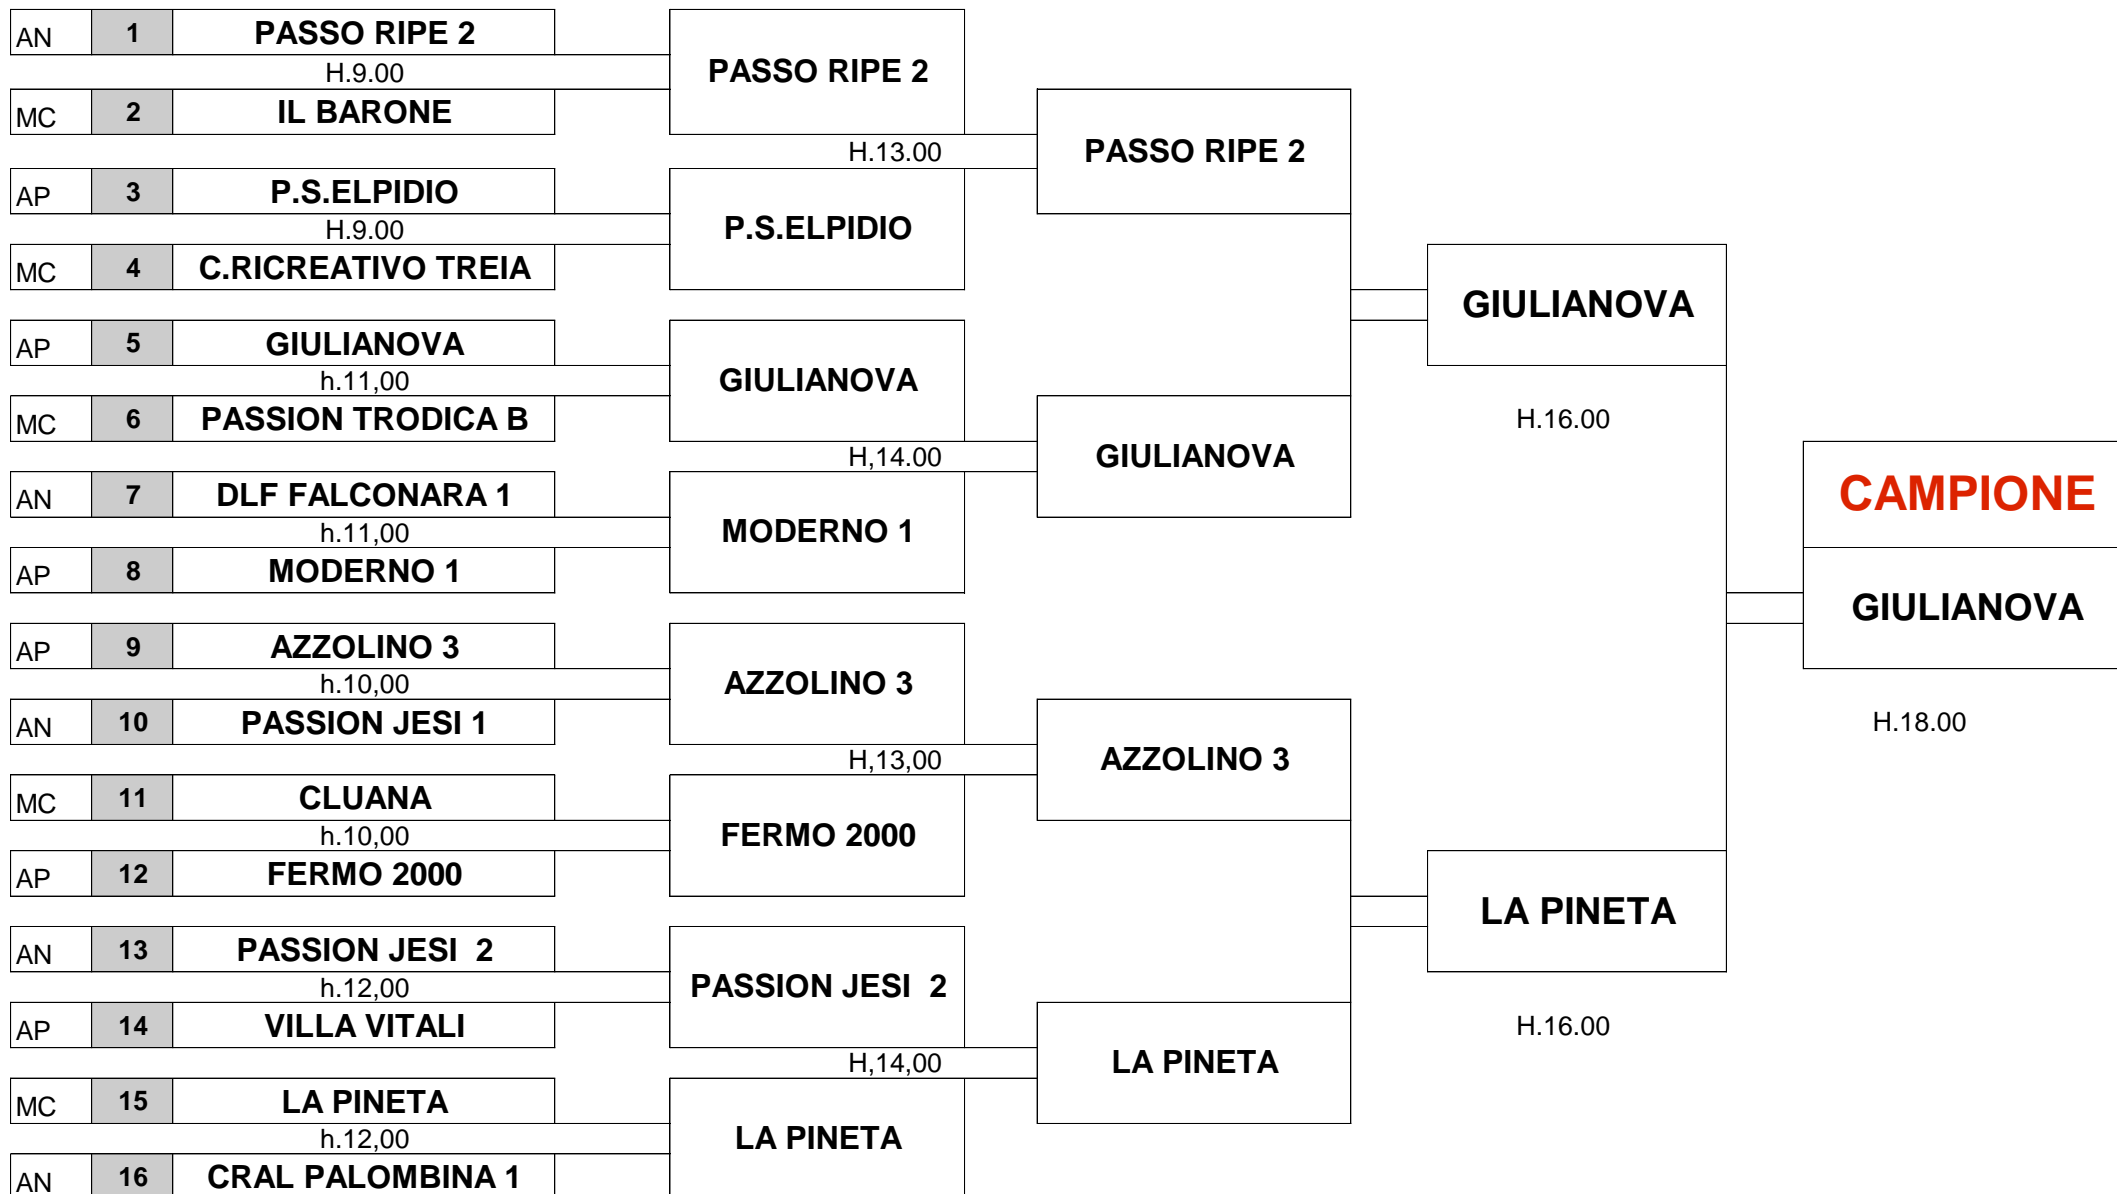 AN 1 PASSO RIPE 2
H.9.00
MC 2 IL BARONE
AP 3 P.S.ELPIDIO
H.9.00
MC 4 C.RICREATIVO TREIA
AP 5 GIULIANOVA
h.11,00
MC 6 PASSION TRODICA B
AN 7 DLF FALCONARA 1
h.11,00
AP 8 MODERNO 1
AP 9 AZZOLINO 3
h.10,00
AN 10 PASSION JESI 1
MC 11 CLUANA
h.10,00
AP 12 FERMO 2000
AN 13 PASSION JESI  2
h.12,00
AP 14 VILLA VITALI
MC 15 LA PINETA
h.12,00
AN 16 CRAL PALOMBINA 1
PASSO RIPE 2
H.13.00
P.S.ELPIDIO
GIULIANOVA
H,14.00
MODERNO 1
AZZOLINO 3
H,13,00
FERMO 2000
PASSION JESI  2
H,14,00
LA PINETA
PASSO RIPE 2
GIULIANOVA
AZZOLINO 3
LA PINETA
GIULIANOVA
H.16.00
LA PINETA
H.16.00
CAMPIONE
GIULIANOVA
H.18.00